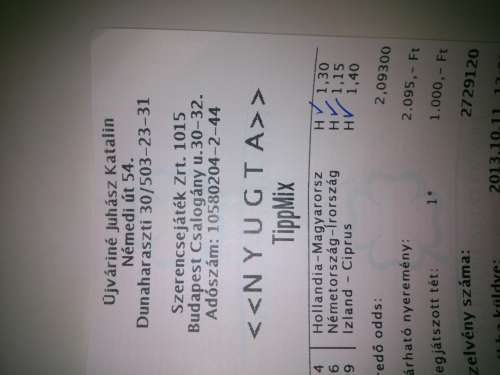 Újváriné Juhász Katalin
Némedi út 54.
Dunaharaszti 30/503-23-31
Szerencsejáték Zrt. 1015
Budapest Csalogány u.30-32.
Adószám: 10580204-2-44
<<NYUGTA>>
TippMix
4 Hollandia-Magyarorsz H 1,30
6 Németország-Írország H 1,15
9 Izland - Ciprus H 1,40
redő odds: 2,09300
árható nyeremény: 2.095,- Ft
egjátszott tét: 1* 1.000,- Ft
zelvény száma: 2729120